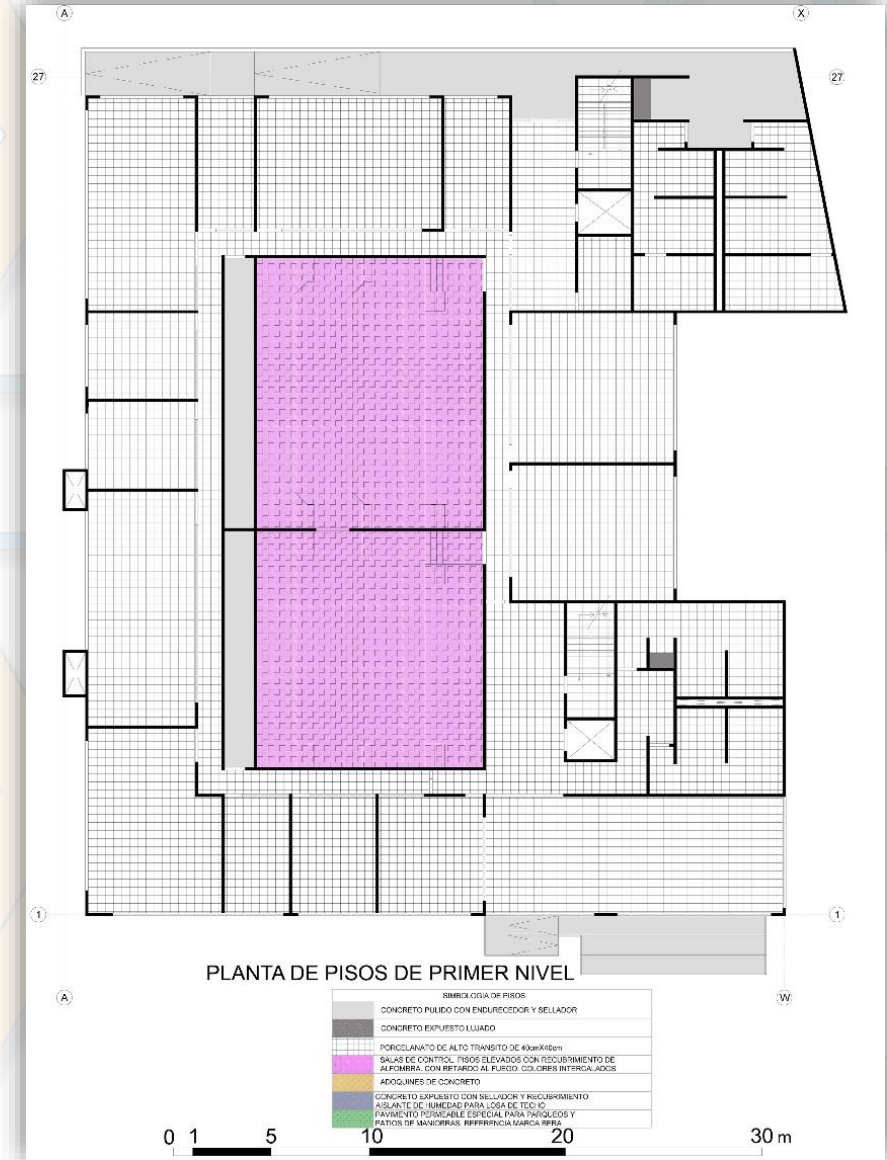 A X
27 27
1 1
PLANTA DE PISOS DE PRIMER NIVEL
A W
SIMBOLOGIA DE PISOS
CONCRETO PULIDO CON ENDURECEDOR Y SELLADOR
CONCRETO EXPUESTO LUJADO
PORCELANATO DE ALTO TRANSITO DE 40cmX40cm
SALAS DE CONTROL, PISOS ELEVADOS CON RECUBRIMIENTO DE
ALFOMBRA, CON RETARDO AL FUEGO. COLORES INTERCALADOS
ADOQUINES DE CONCRETO
CONCRETO EXPUESTO CON SELLADOR Y RECUBRIMIENTO
AISLANTE DE HUMEDAD PARA LOSA DE TECHO
PAVIMENTO PERMEABLE ESPECIAL PARA PARQUEOS Y
PATIOS DE MANIOBRAS. REFERENCIA MARCA
0 1 5 10 20 30 m